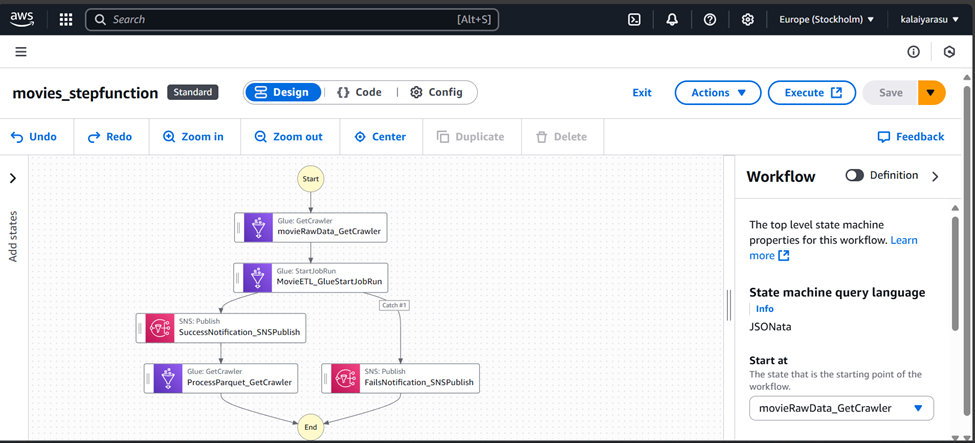 aws
Search
[Alt+S]
Europe (Stockholm)
kalaiyarasu
movies_stepfunction
Standard
Design
{} Code
Config
Exit
Actions
Execute
Save
Undo
Redo
Zoom in
Zoom out
Center
Duplicate
Delete
Feedback
Add states
Start
Glue: GetCrawler
movieRawData_GetCrawler
Glue: StartJobRun
MovieETL_GlueStartJobRun
Catch #1
SNS: Publish
SuccessNotification_SNSPublish
Glue: GetCrawler
ProcessParquet_GetCrawler
SNS: Publish
FailsNotification_SNSPublish
End
Workflow
Definition
The top level state machine
properties for this workflow. Learn
more
State machine query language
Info
JSONata
Start at
The state that is the starting point of the
workflow.
movieRawData_GetCrawler